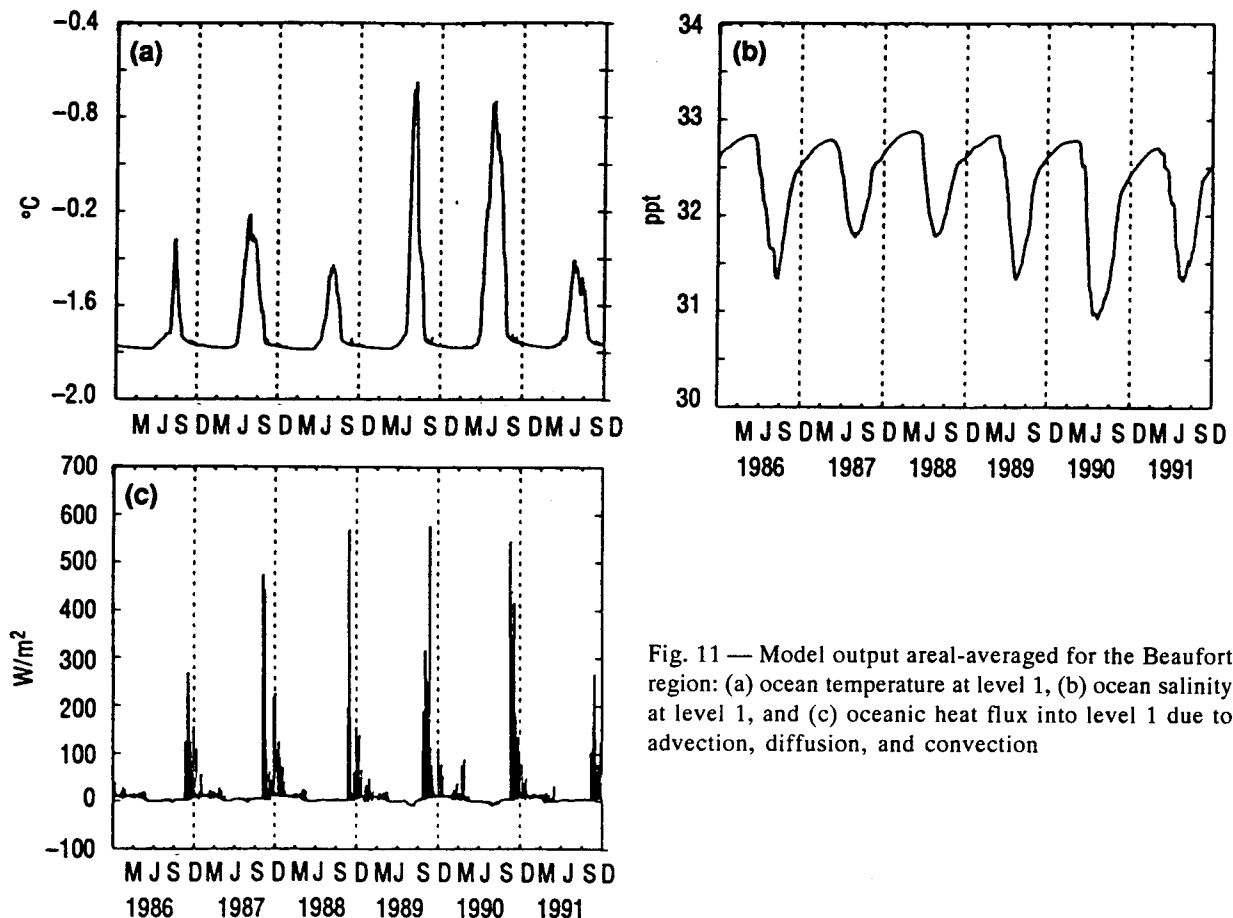 (a)
−0.4
−0.8
−0.2
−1.6
−2.0
°C
M J S D M J S D M J S D M J S D M J S D M J S D
(b)
34
33
32
31
30
ppt
M J S D M J S D M J S D M J S D M J S D M J S D
1986 1987 1988 1989 1990 1991
(c)
700
600
500
400
300
200
100
0
−100
W/m²
M J S D M J S D M J S D M J S D M J S D M J S D
1986 1987 1988 1989 1990 1991
Fig. 11 — Model output areal-averaged for the Beaufort
region: (a) ocean temperature at level 1, (b) ocean salinity
at level 1, and (c) oceanic heat flux into level 1 due to
advection, diffusion, and convection